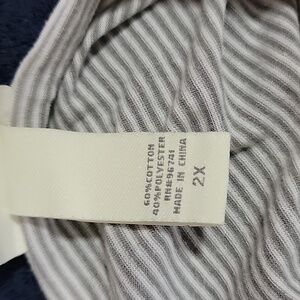 60%COTTON
40%POLYESTER
RN#96741
MADE IN CHINA
2X